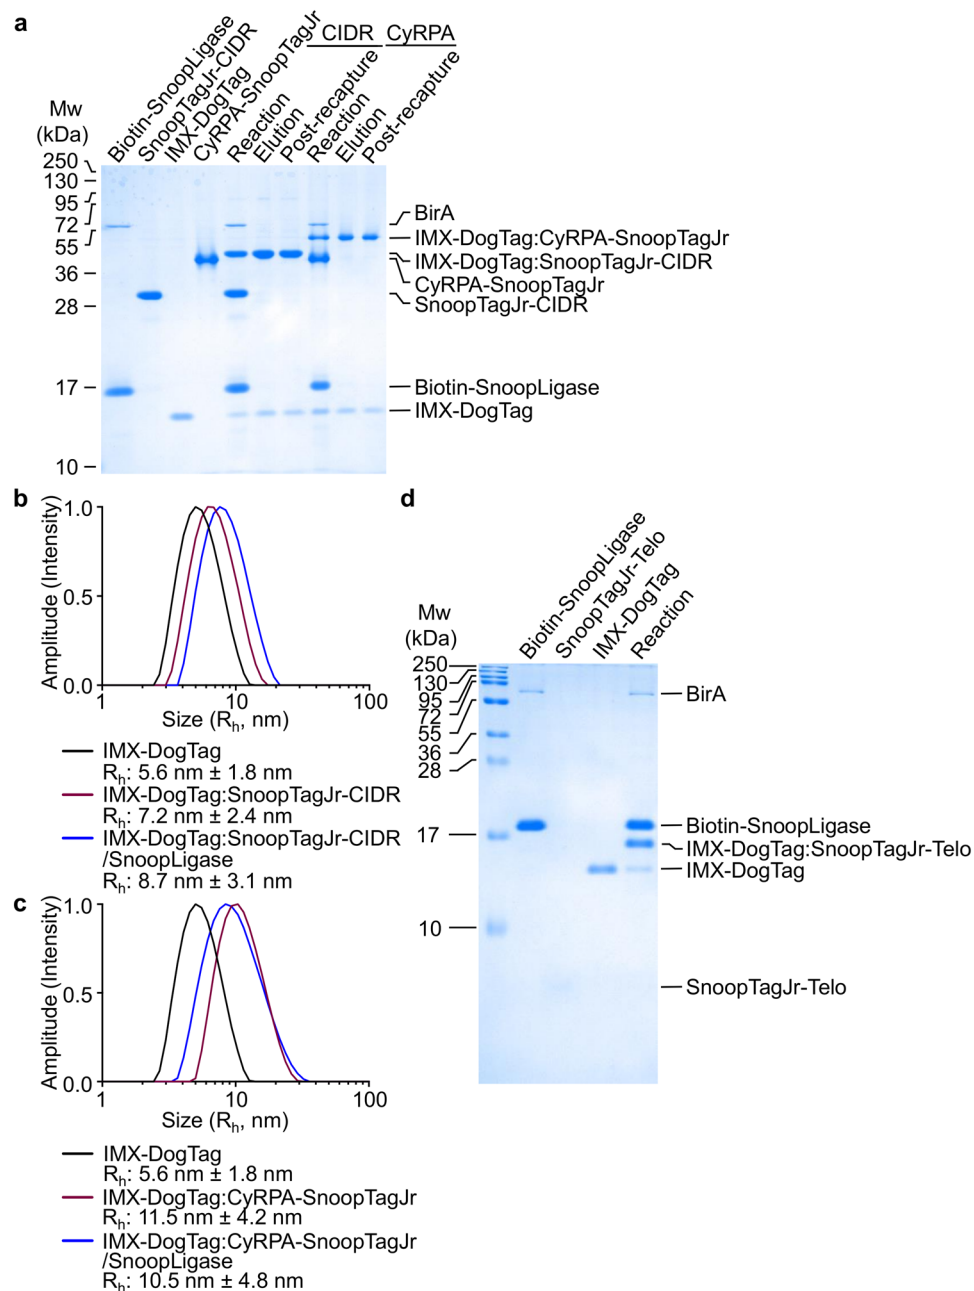 a
Biotin-SnoopLigase
SnoopTagJr-CIDR
IMX-DogTag
CyRPA-SnoopTagJr
CIDR
CyRPA
Reaction
Elution
Post-recapture
Reaction
Elution
Post-recapture
Mw
(kDa)
250
130
95
72
55
36
28
17
10
BirA
IMX-DogTag:CyRPA-SnoopTagJr
IMX-DogTag:SnoopTagJr-CIDR
CyRPA-SnoopTagJr
SnoopTagJr-CIDR
Biotin-SnoopLigase
IMX-DogTag
b
Amplitude (Intensity)
1.0
0.5
0.0
1 10 100
Size (Rh, nm)
IMX-DogTag
Rh: 5.6 nm ± 1.8 nm
IMX-DogTag:SnoopTagJr-CIDR
Rh: 7.2 nm ± 2.4 nm
IMX-DogTag:SnoopTagJr-CIDR
/SnoopLigase
Rh: 8.7 nm ± 3.1 nm
c
Amplitude (Intensity)
1.0
0.5
0.0
1 10 100
Size (Rh, nm)
IMX-DogTag
Rh: 5.6 nm ± 1.8 nm
IMX-DogTag:CyRPA-SnoopTagJr
Rh: 11.5 nm ± 4.2 nm
IMX-DogTag:CyRPA-SnoopTagJr
/SnoopLigase
Rh: 10.5 nm ± 4.8 nm
d
Biotin-SnoopLigase
SnoopTagJr-Telo
IMX-DogTag
Reaction
Mw
(kDa)
250
130
95
72
55
36
28
17
10
BirA
Biotin-SnoopLigase
IMX-DogTag:SnoopTagJr-Telo
IMX-DogTag
SnoopTagJr-Telo